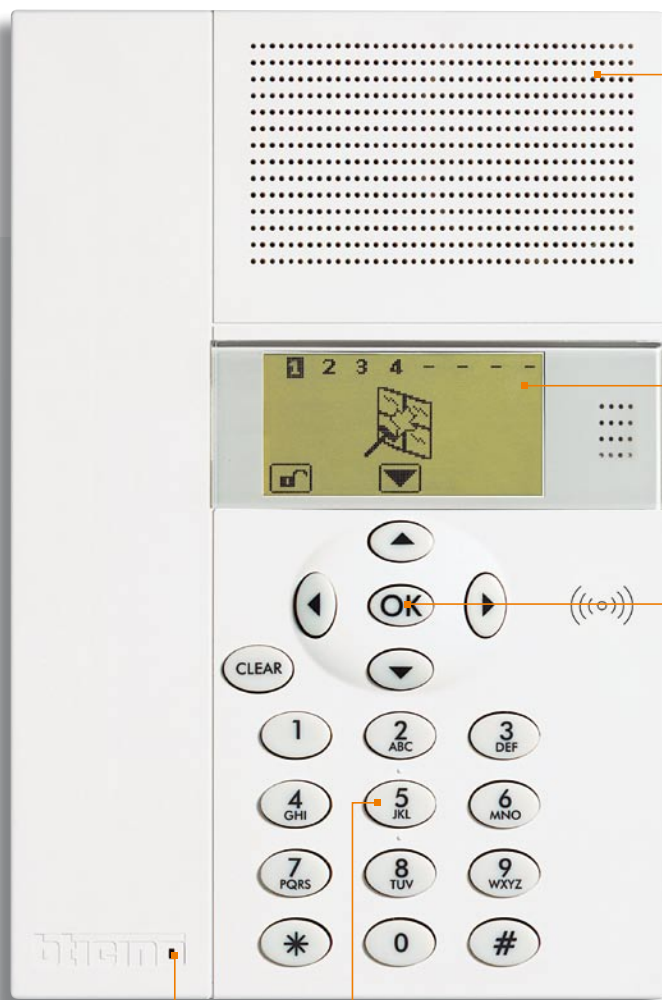 1 2 3 4 - - - -
OK
CLEAR
1 2 ABC 3 DEF
4 GHI 5 JKL 6 MNO
7 PQRS 8 TUV 9 WXYZ
* 0 #
bticino